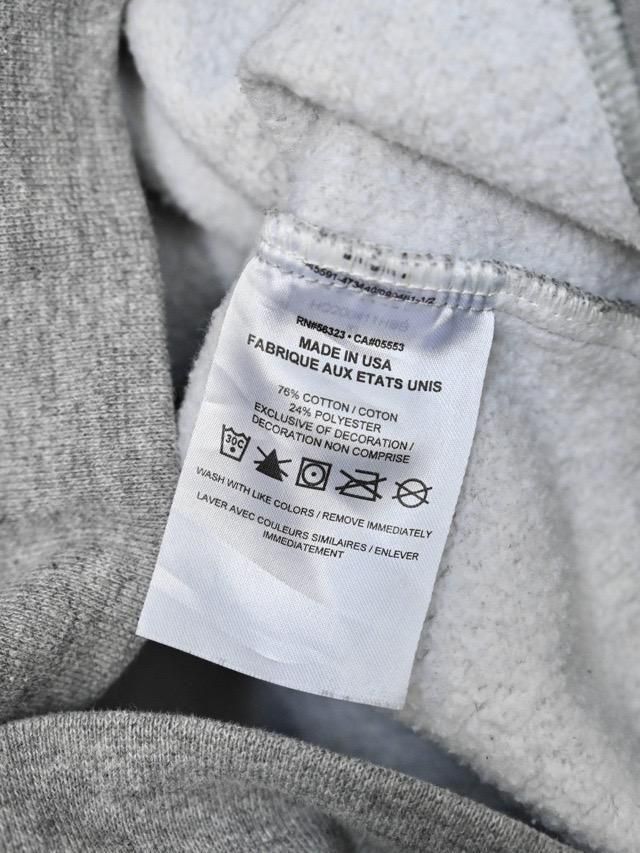 RN#56323 • CA#05553
MADE IN USA
FABRIQUE AUX ETATS UNIS
76% COTTON / COTON
24% POLYESTER
EXCLUSIVE OF DECORATION /
DECORATION NON COMPRISE
30C
WASH WITH LIKE COLORS / REMOVE IMMEDIATELY
LAVER AVEC COULEURS SIMILAIRES / ENLEVER
IMMEDIATEMENT